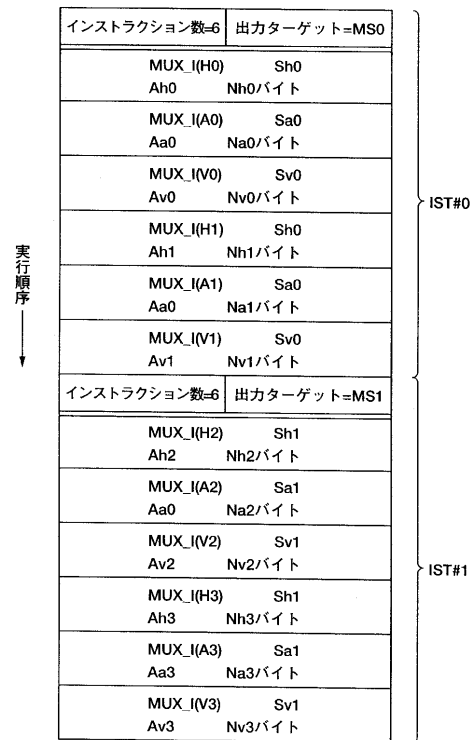 インストラクション数=6 出力ターゲット=MS0
MUX_I(H0) Sh0
Ah0 Nh0バイト
MUX_I(A0) Sa0
Aa0 Na0バイト
MUX_I(V0) Sv0
Av0 Nv0バイト
MUX_I(H1) Sh0
Ah1 Nh1バイト
MUX_I(A1) Sa0
Aa0 Na1バイト
MUX_I(V1) Sv0
Av1 Nv1バイト
IST#0
実行順序
インストラクション数=6 出力ターゲット=MS1
MUX_I(H2) Sh1
Ah2 Nh2バイト
MUX_I(A2) Sa1
Aa0 Na2バイト
MUX_I(V2) Sv1
Av2 Nv2バイト
MUX_I(H3) Sh1
Ah3 Nh3バイト
MUX_I(A3) Sa1
Aa3 Na3バイト
MUX_I(V3) Sv1
Av3 Nv3バイト
IST#1